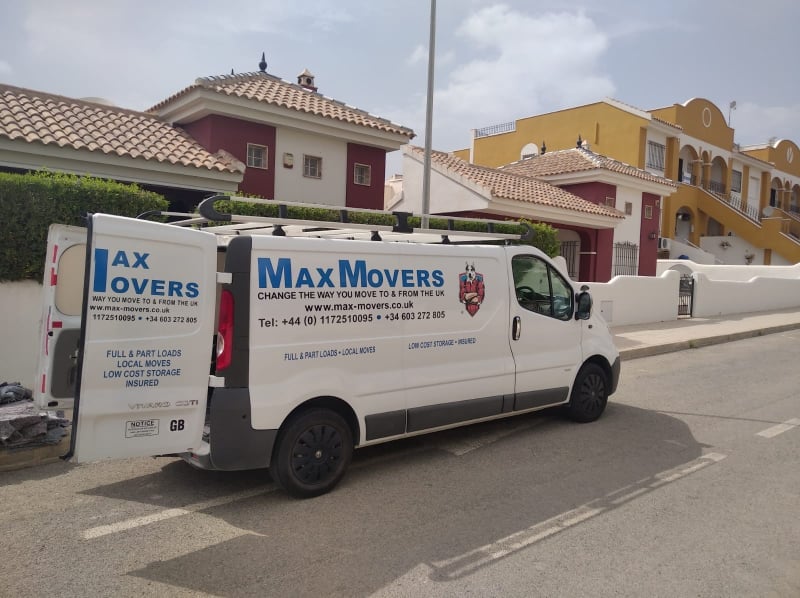 AX
OVERS
WAY YOU MOVE TO & FROM THE UK
www.max-movers.co.uk
1172510095 • +34 603 272 805
FULL & PART LOADS
LOCAL MOVES
LOW COST STORAGE
INSURED
VIVARO CDTI
NOTICE
GB
MAXMOVERS
CHANGE THE WAY YOU MOVE TO & FROM THE UK
www.max-movers.co.uk
Tel: +44 (0) 1172510095 • +34 603 272 805
FULL & PART LOADS • LOCAL MOVES
LOW COST STORAGE • INSURED